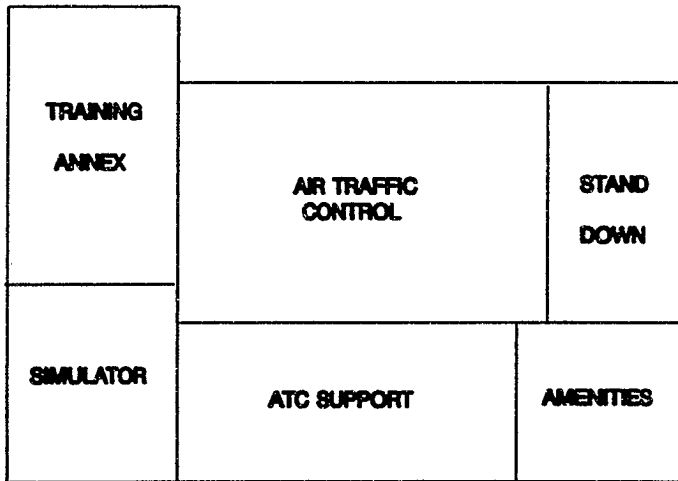 TRAINING
ANNEX
AIR TRAFFIC
CONTROL
STAND
DOWN
SIMULATOR
ATC SUPPORT
AMENITIES